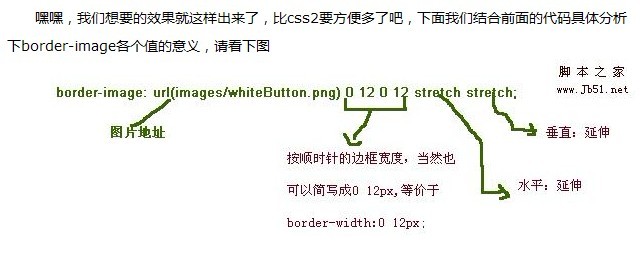 嘿嘿，我们想要的效果就这样出来了，比css2要方便多了吧，下面我们结合前面的代码具体分析
下border-image各个值的意义，请看下图
脚本之家
www.Jb51.net
border-image: url(images/whiteButton.png) 0 12 0 12 stretch stretch;
图片地址
垂直：延伸
按顺时针的边框宽度，当然也
可以简写成0 12px,等价于
border-width:0 12px;
水平：延伸